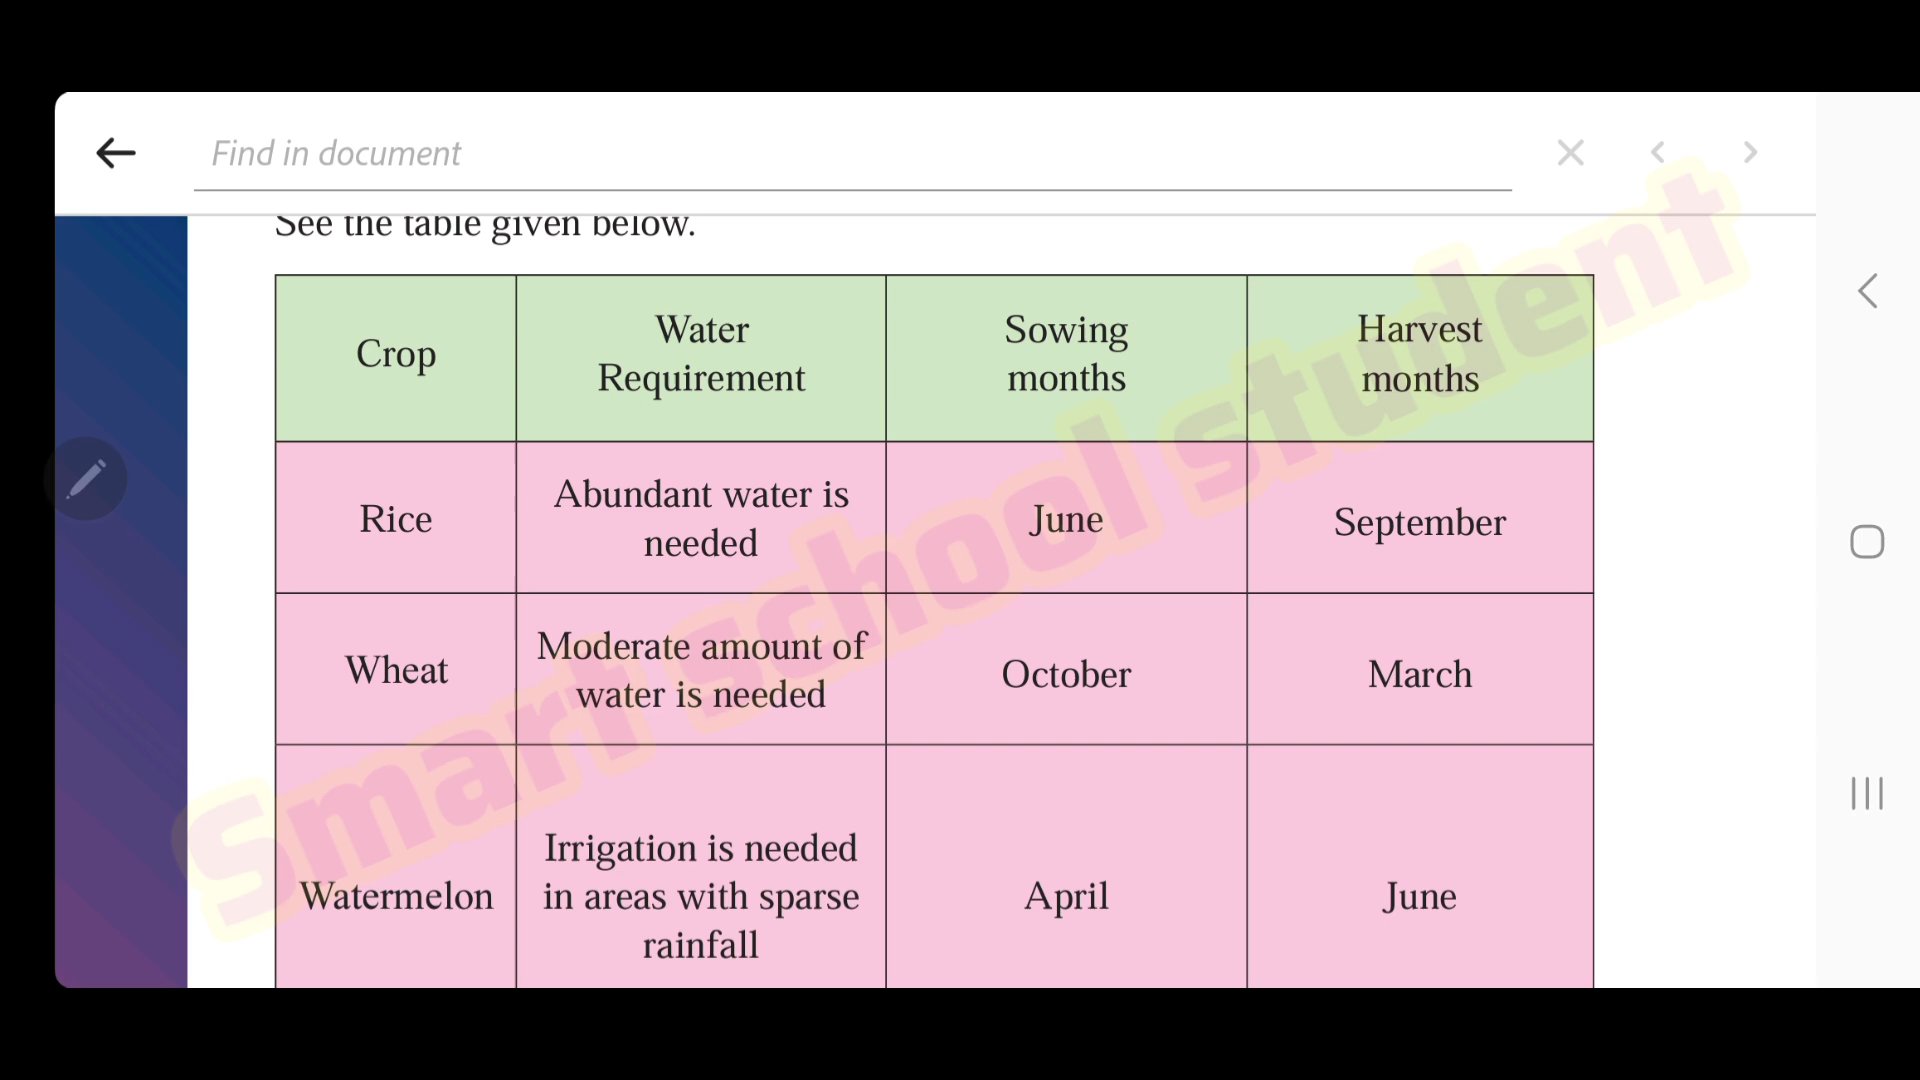 Find in document
See the table given below.
Crop
Water
Requirement
Sowing
months
Harvest
months
Rice
Abundant water is
needed
June
September
Wheat
Moderate amount of
water is needed
October
March
Watermelon
Irrigation is needed
in areas with sparse
rainfall
April
June
Smart school student